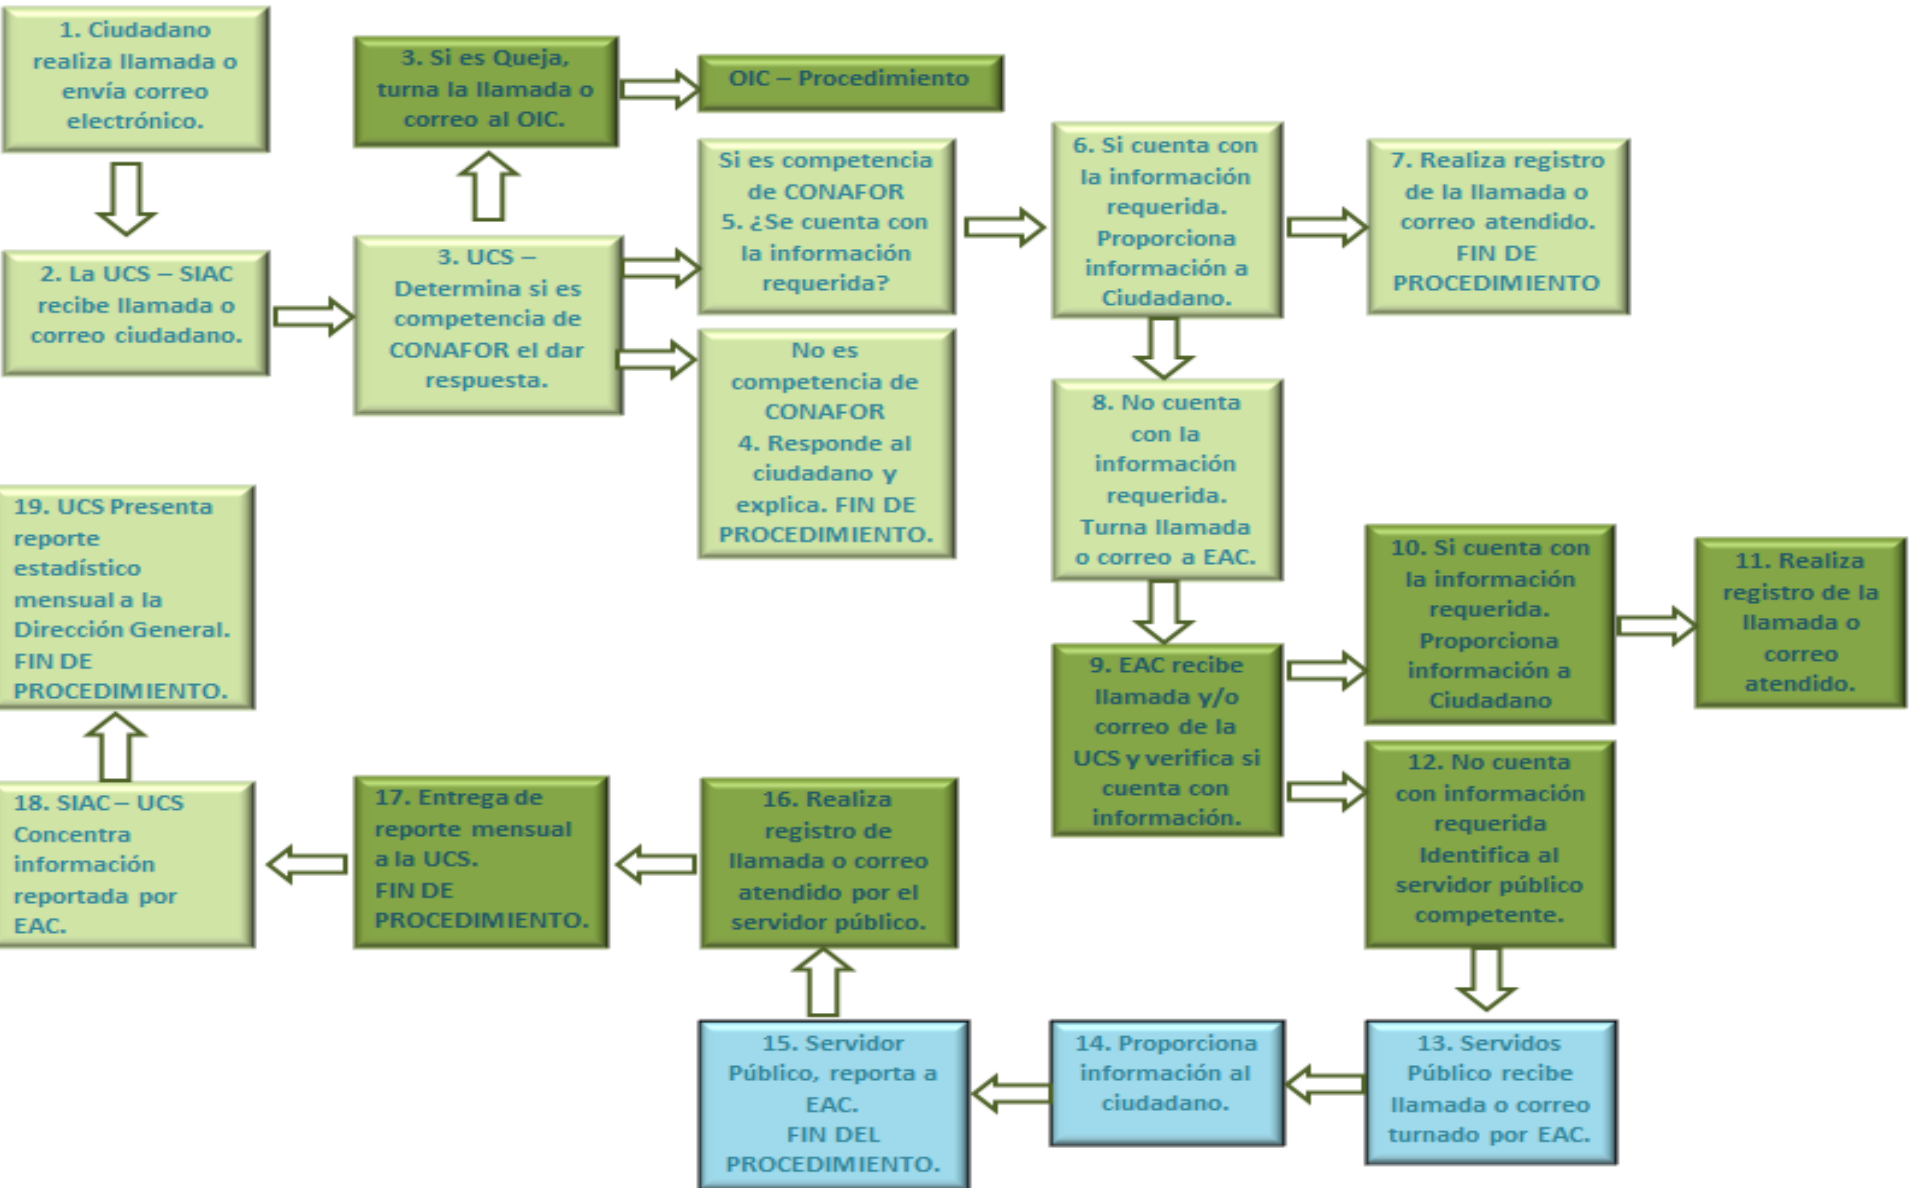 1. Ciudadano
realiza llamada o
envía correo
electrónico.
2. La UCS – SIAC
recibe llamada o
correo ciudadano.
3. Si es Queja,
turna la llamada o
correo al OIC.
OIC – Procedimiento
3. UCS –
Determina si es
competencia de
CONAFOR el dar
respuesta.
Si es competencia
de CONAFOR
5. ¿Se cuenta con
la información
requerida?
No es
competencia de
CONAFOR
4. Responde al
ciudadano y
explica. FIN DE
PROCEDIMIENTO.
6. Si cuenta con
la información
requerida.
Proporciona
información a
Ciudadano.
7. Realiza registro
de la llamada o
correo atendido.
FIN DE
PROCEDIMIENTO
8. No cuenta
con la
información
requerida.
Turna llamada
o correo a EAC.
9. EAC recibe
llamada y/o
correo de la
UCS y verifica si
cuenta con
información.
10. Si cuenta con
la información
requerida.
Proporciona
información a
Ciudadano
11. Realiza
registro de la
llamada o
correo
atendido.
12. No cuenta
con información
requerida
Identifica al
servidor público
competente.
13. Servidos
Público recibe
llamada o correo
turnado por EAC.
14. Proporciona
información al
ciudadano.
15. Servidor
Público, reporta a
EAC.
FIN DEL
PROCEDIMIENTO.
16. Realiza
registro de
llamada o correo
atendido por el
servidor público.
17. Entrega de
reporte mensual
a la UCS.
FIN DE
PROCEDIMIENTO.
18. SIAC – UCS
Concentra
información
reportada por
EAC.
19. UCS Presenta
reporte
estadístico
mensual a la
Dirección General.
FIN DE
PROCEDIMIENTO.